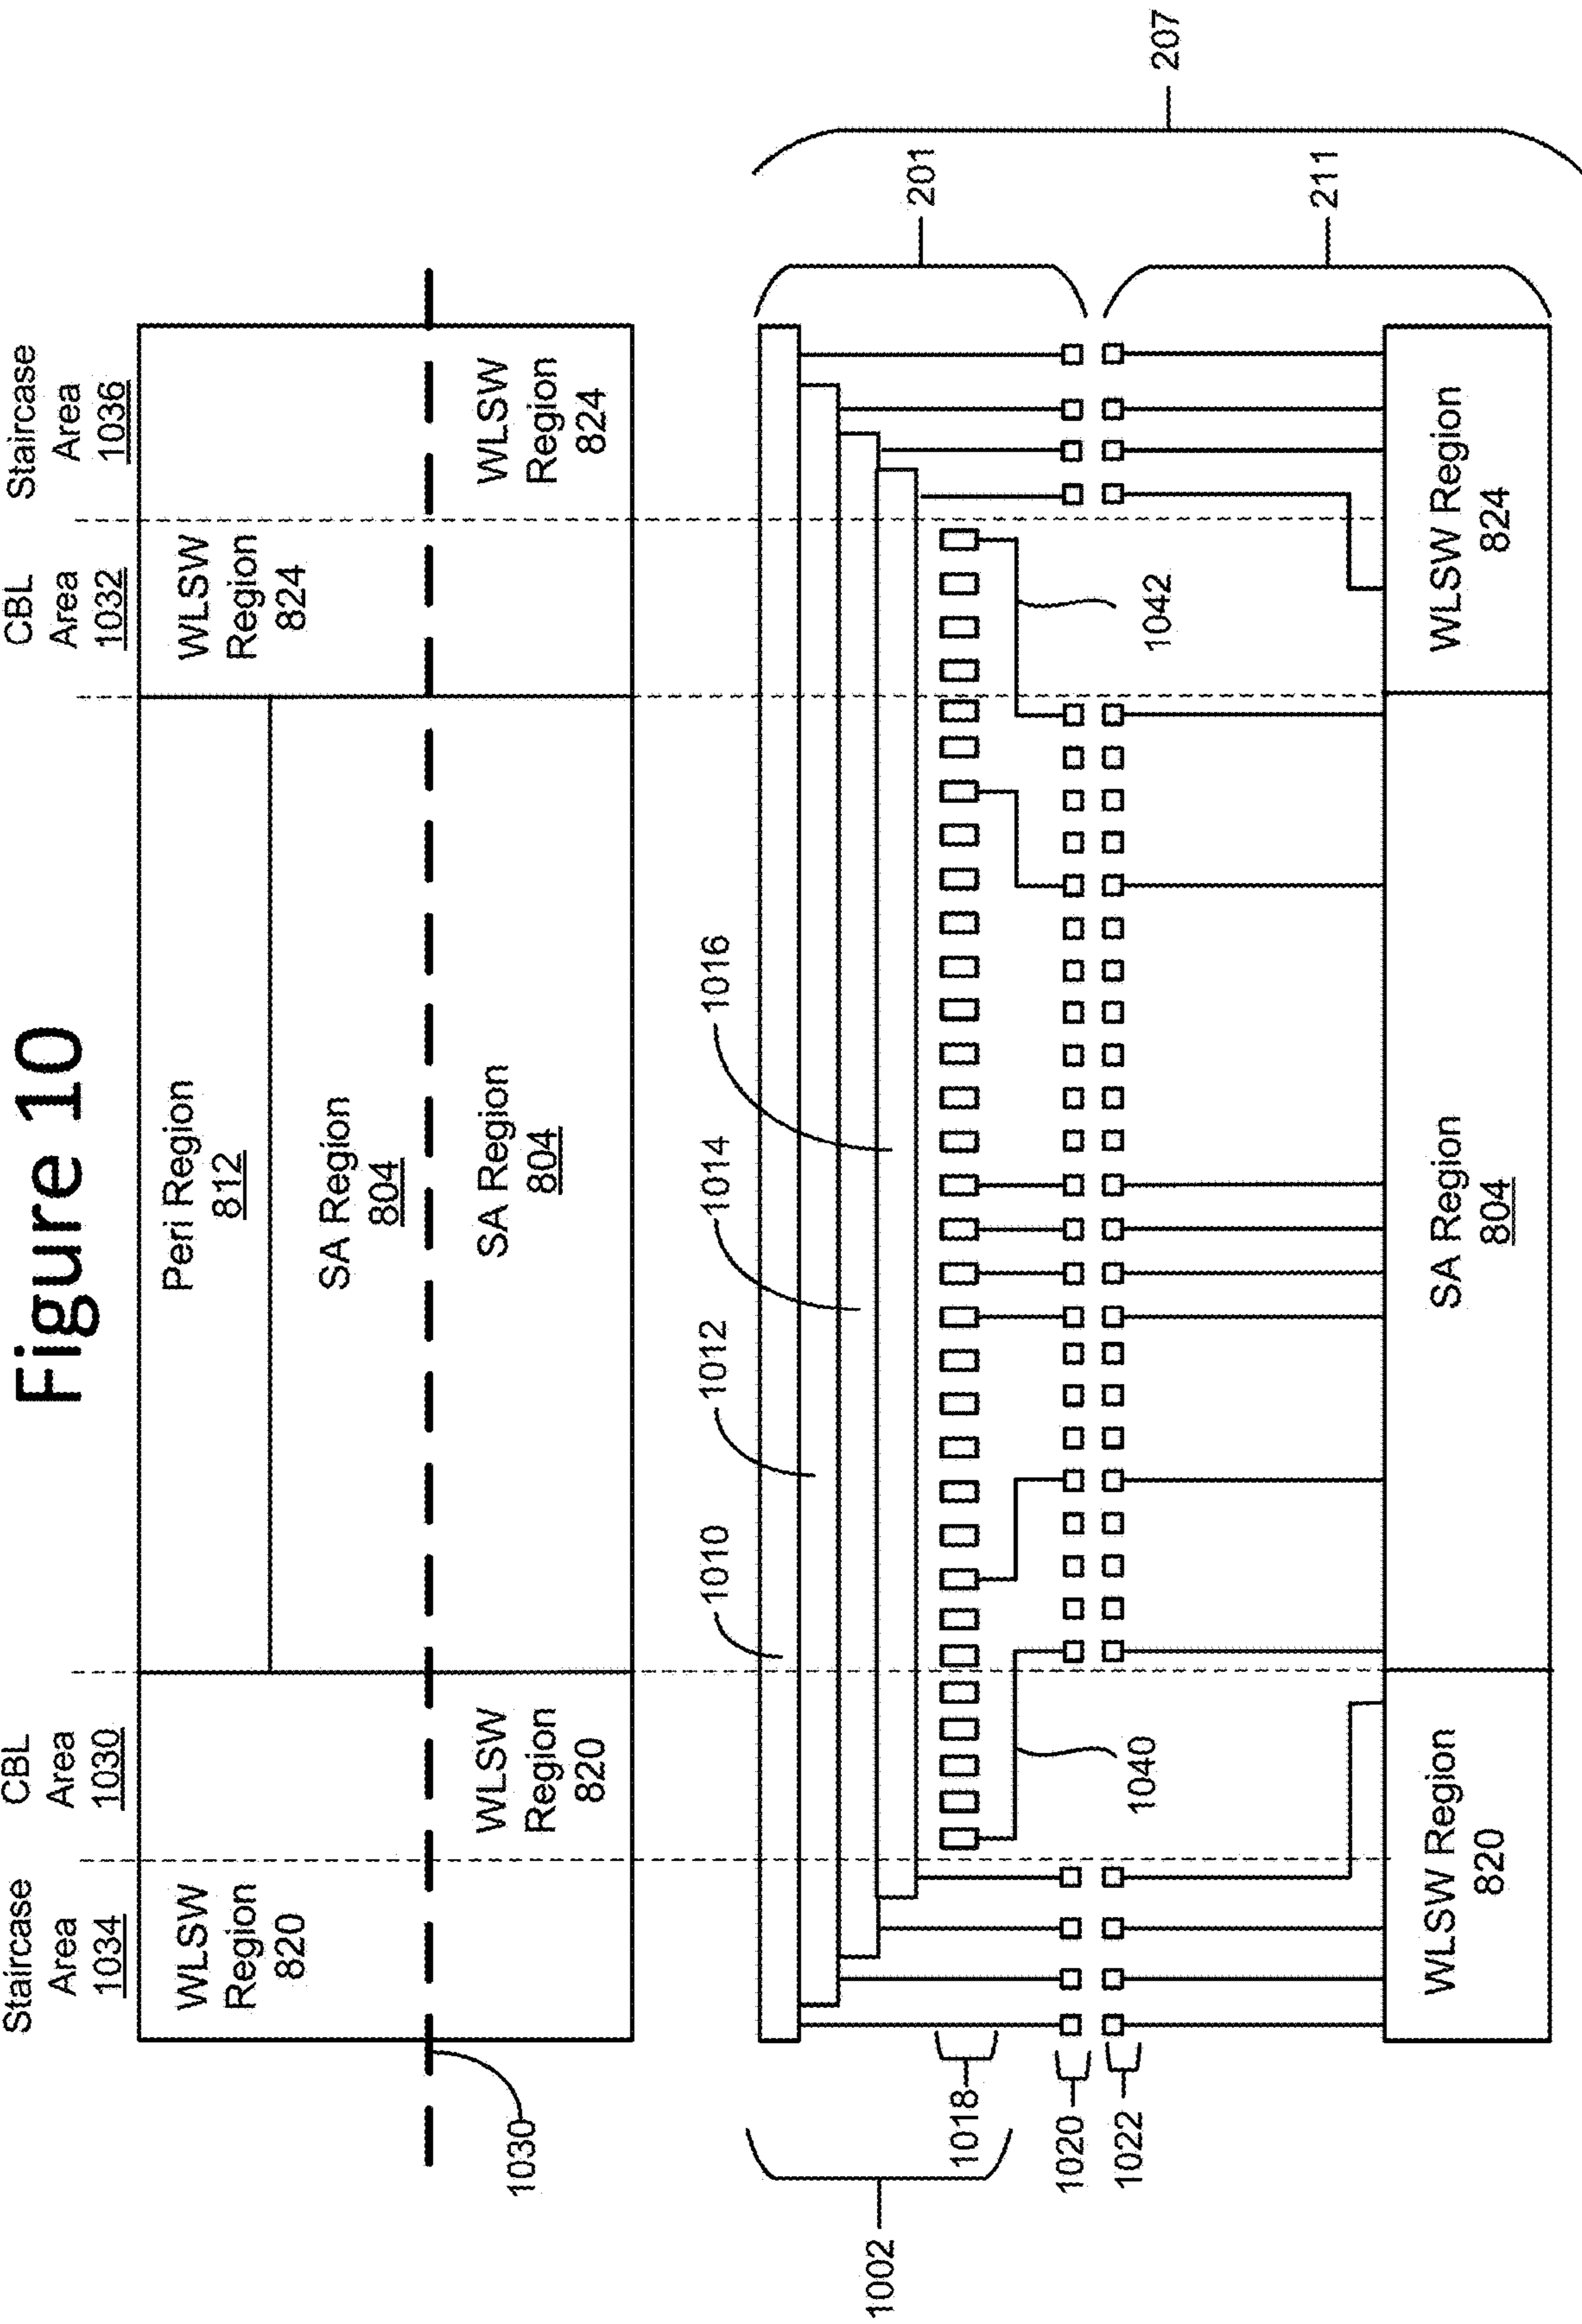 Figure 10
Staircase
Area
1034
CBL
Area
1030
CBL
Area
1032
Staircase
Area
1036
WLSW
Region
820
WLSW
Region
820
Peri Region
812
SA Region
804
SA Region
804
WLSW
Region
824
WLSW
Region
824
1030
1010
1012
1014
1016
1002
1018
1020
1022
1040
1042
201
211
207
WLSW Region
820
SA Region
804
WLSW Region
824